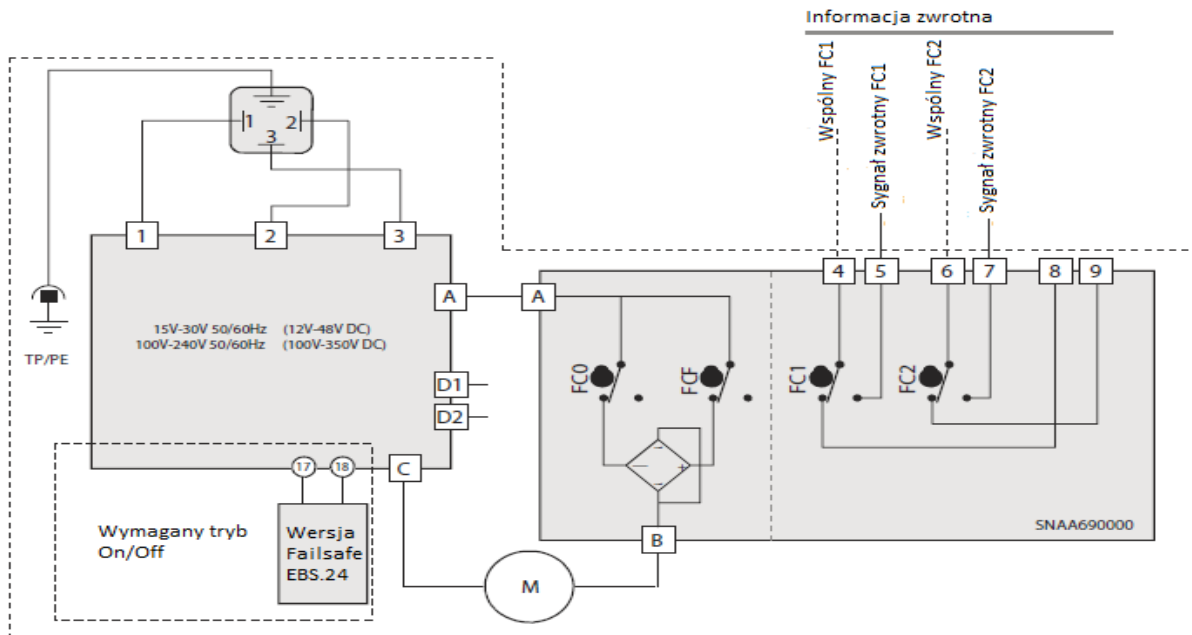 Informacja zwrotna
Wspólny FC1
Sygnał zwrotny FC1
Wspólny FC2
Sygnał zwrotny FC2
1 2
3
1 2 3
4 5 6 7 8 9
A A
15V-30V 50/60Hz (12V-48V DC)
100V-240V 50/60Hz (100V-350V DC)
TP/PE
D1
D2
FC0 FCF FC1 FC2
- +
17 18 C
Wymagany tryb
On/Off
Wersja
Failsafe
EBS.24
SNAA690000
B
M